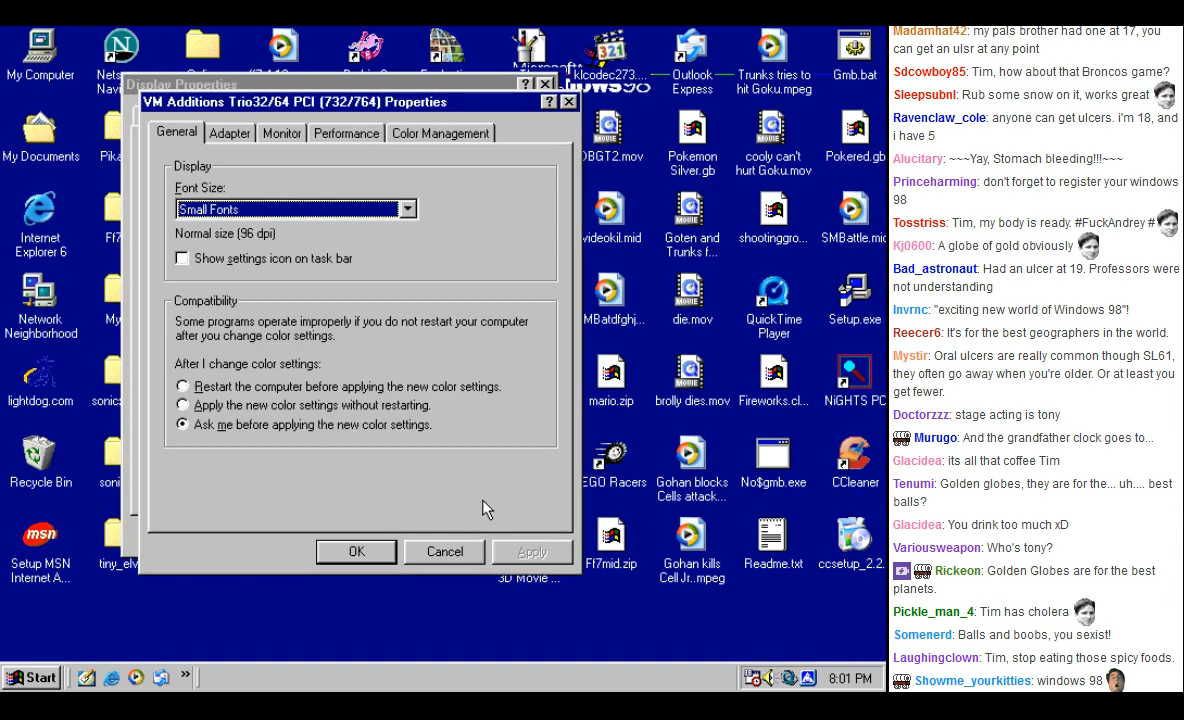 My Computer
Nets
Navi
Trunks tries to
hit Goku.mpeg
klcodec273....
Outlook
Express
Gmb.bat
Microsoft
ows98
Display Properties
VM Additions Trio32/64 PCI (732/764) Properties
General
Adapter
Monitor
Performance
Color Management
Display
Font Size:
Small Fonts
Normal size (96 dpi)
Show settings icon on task bar
Compatibility
Some programs operate improperly if you do not restart your computer
after you change color settings.
After I change color settings:
Restart the computer before applying the new color settings.
Apply the new color settings without restarting.
Ask me before applying the new color settings.
OK
Cancel
Apply
My Documents
Pika
DBGT2.mov
Pokemon
Silver.gb
cooly can't
hurt Goku.mov
Pokered.gb
Internet
Explorer 6
Ff7
videokil.mid
Goten and
Trunks f...
shootinggro...
SMBattle.mid
Network
Neighborhood
My
MBatdfghj...
die.mov
QuickTime
Player
Setup.exe
lightdog.com
sonics
mario.zip
brolly dies.mov
Fireworks.cl...
NiGHTS PC
Recycle Bin
soni
EGO Racers
Gohan blocks
Cells attack...
No$gmb.exe
CCleaner
msn
Setup MSN
Internet A...
tiny_elv
3D Movie ...
Ff7mid.zip
Gohan kills
Cell Jr..mpeg
Readme.txt
ccsetup_2.2..
Start
8:01 PM
Madamhat42: my pals brother had one at 17, you
can get an ulsr at any point
Sdcowboy85: Tim, how about that Broncos game?
Sleepsubnl: Rub some snow on it, works great
Ravenclaw_cole: anyone can get ulcers. i'm 18, and
i have 5
Alucitary: ~~~Yay, Stomach bleeding!!!~~~
Princeharming: don't forget to register your windows
98
Tosstriss: Tim, my body is ready. #FuckAndrey #
Kj0600: A globe of gold obviously
Bad_astronaut: Had an ulcer at 19. Professors were
not understanding
Invrnc: "exciting new world of Windows 98"!
Reecer6: It's for the best geographers in the world.
Mystir: Oral ulcers are really common though SL61,
they often go away when you're older. Or at least you
get fewer.
Doctorzzz: stage acting is tony
Murugo: And the grandfather clock goes to...
Glacidea: its all that coffee Tim
Tenumi: Golden globes, they are for the... uh.... best
balls?
Glacidea: You drink too much xD
Variousweapon: Who's tony?
Rickeon: Golden Globes are for the best
planets.
Pickle_man_4: Tim has cholera
Somenerd: Balls and boobs, you sexist!
Laughingclown: Tim, stop eating those spicy foods.
Showme_yourkitties: windows 98